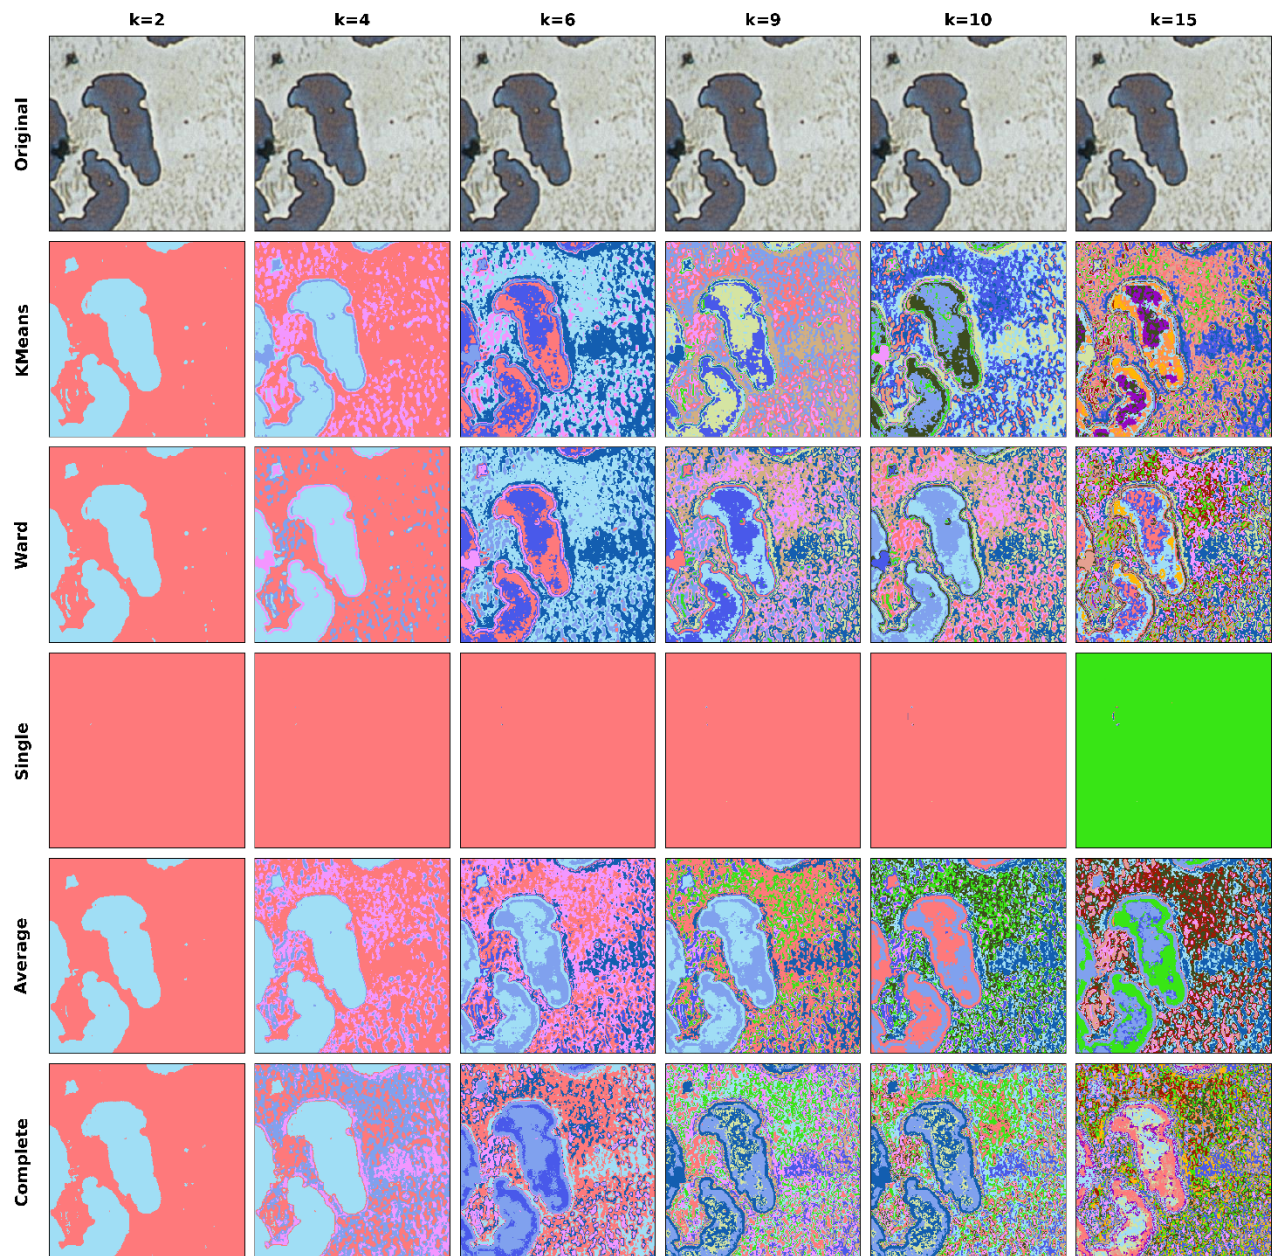 k=2 k=4 k=6 k=9 k=10 k=15
Original
KMeans
Ward
Single
Average
Complete